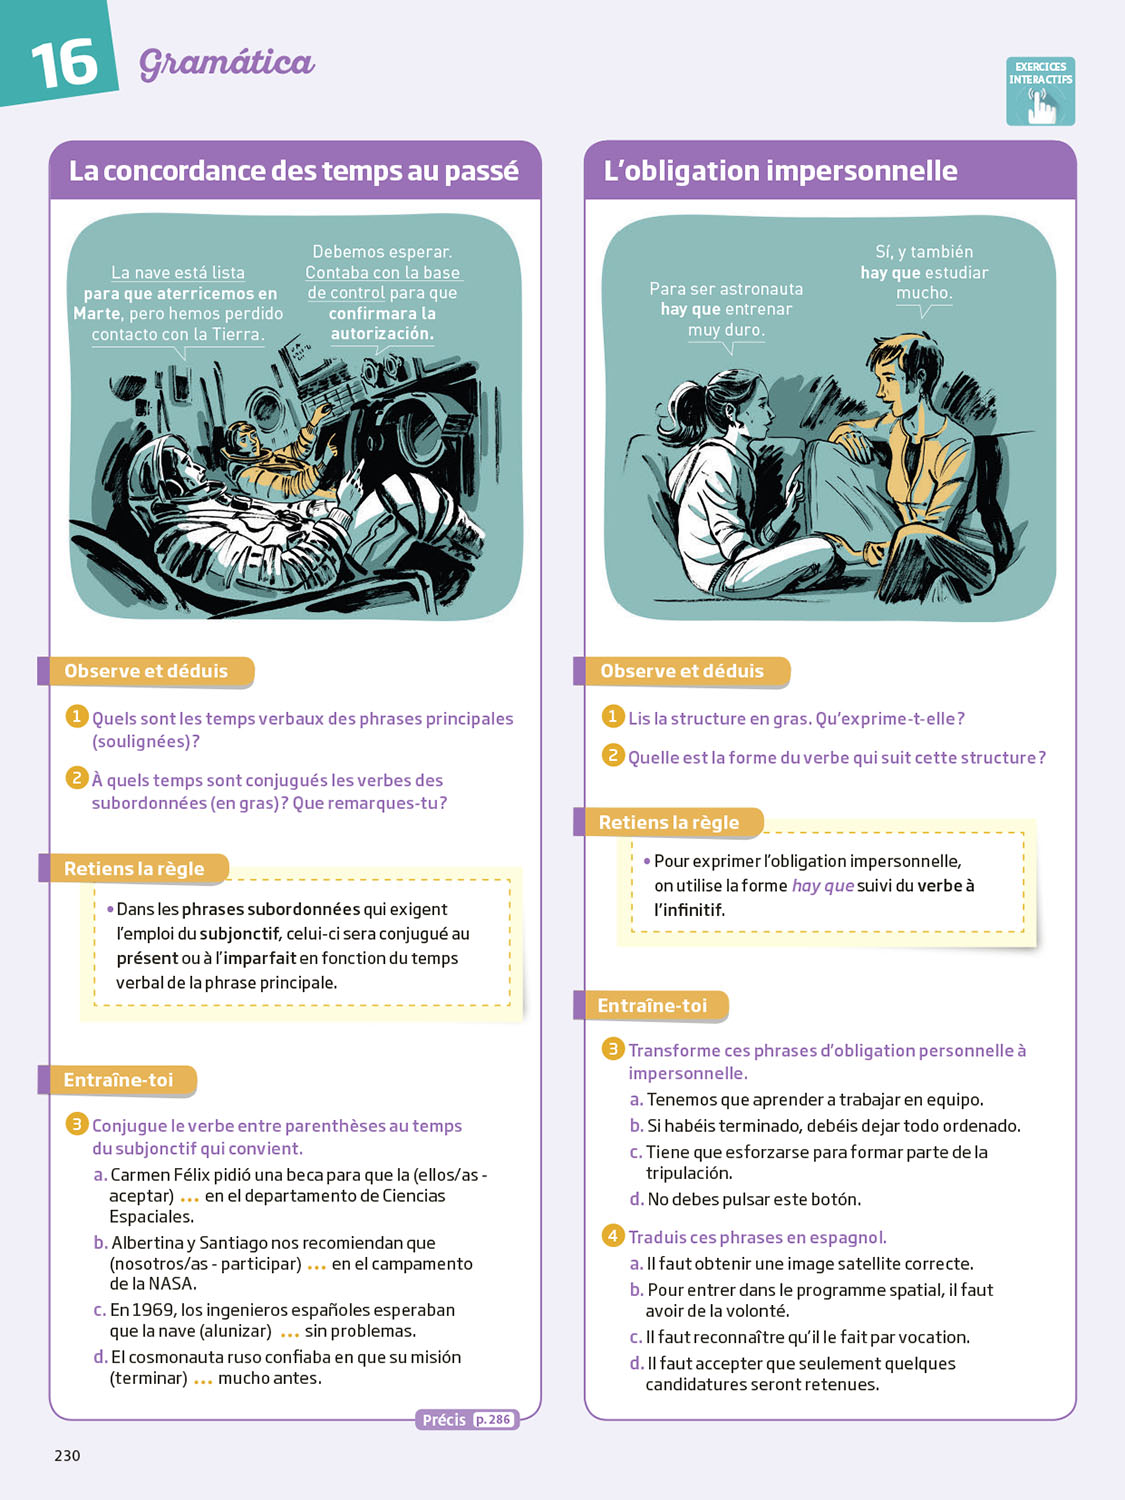 16
Gramática
EXERCICES
INTERACTIFS
La concordance des temps au passé
La nave está lista
para que aterricemos en
Marte, pero hemos perdido
contacto con la Tierra.
Debemos esperar.
Contaba con la base
de control para que
confirmara la
autorización.
Observe et déduis
1 Quels sont les temps verbaux des phrases principales
(soulignées) ?
2 À quels temps sont conjugués les verbes des
subordonnées (en gras) ? Que remarques-tu ?
Retiens la règle
• Dans les phrases subordonnées qui exigent
l’emploi du subjonctif, celui-ci sera conjugué au
présent ou à l’imparfait en fonction du temps
verbal de la phrase principale.
Entraîne-toi
3 Conjugue le verbe entre parenthèses au temps
du subjonctif qui convient.
a. Carmen Félix pidió una beca para que la (ellos/as -
aceptar) ... en el departamento de Ciencias
Espaciales.
b. Albertina y Santiago nos recomiendan que
(nosotros/as - participar) ... en el campamento
de la NASA.
c. En 1969, los ingenieros españoles esperaban
que la nave (alunizar) ... sin problemas.
d. El cosmonauta ruso confiaba en que su misión
(terminar) ... mucho antes.
Précis p. 286
L’obligation impersonnelle
Para ser astronauta
hay que entrenar
muy duro.
Sí, y también
hay que estudiar
mucho.
Observe et déduis
1 Lis la structure en gras. Qu’exprime-t-elle ?
2 Quelle est la forme du verbe qui suit cette structure ?
Retiens la règle
• Pour exprimer l’obligation impersonnelle,
on utilise la forme hay que suivi du verbe à
l’infinitif.
Entraîne-toi
3 Transforme ces phrases d’obligation personnelle à
impersonnelle.
a. Tenemos que aprender a trabajar en equipo.
b. Si habéis terminado, debéis dejar todo ordenado.
c. Tiene que esforzarse para formar parte de la
tripulación.
d. No debes pulsar este botón.
4 Traduis ces phrases en espagnol.
a. Il faut obtenir une image satellite correcte.
b. Pour entrer dans le programme spatial, il faut
avoir de la volonté.
c. Il faut reconnaître qu’il le fait par vocation.
d. Il faut accepter que seulement quelques
candidatures seront retenues.
230